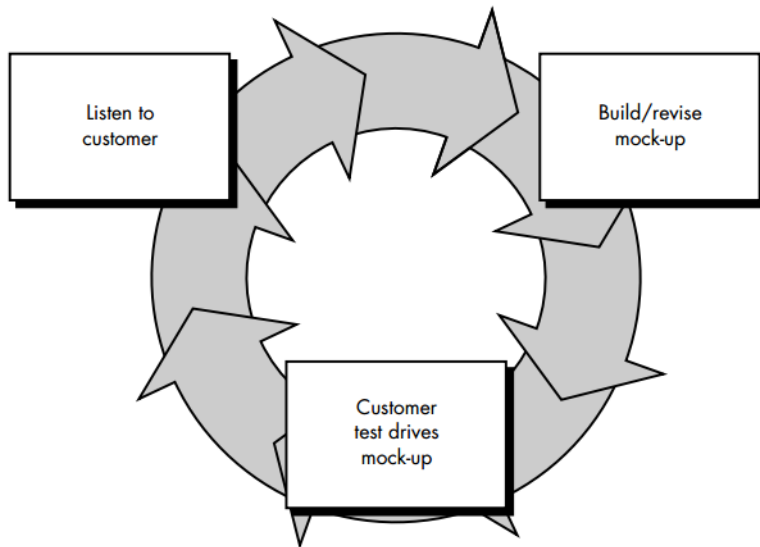 Listen to
customer
Build/revise
mock-up
Customer
test drives
mock-up